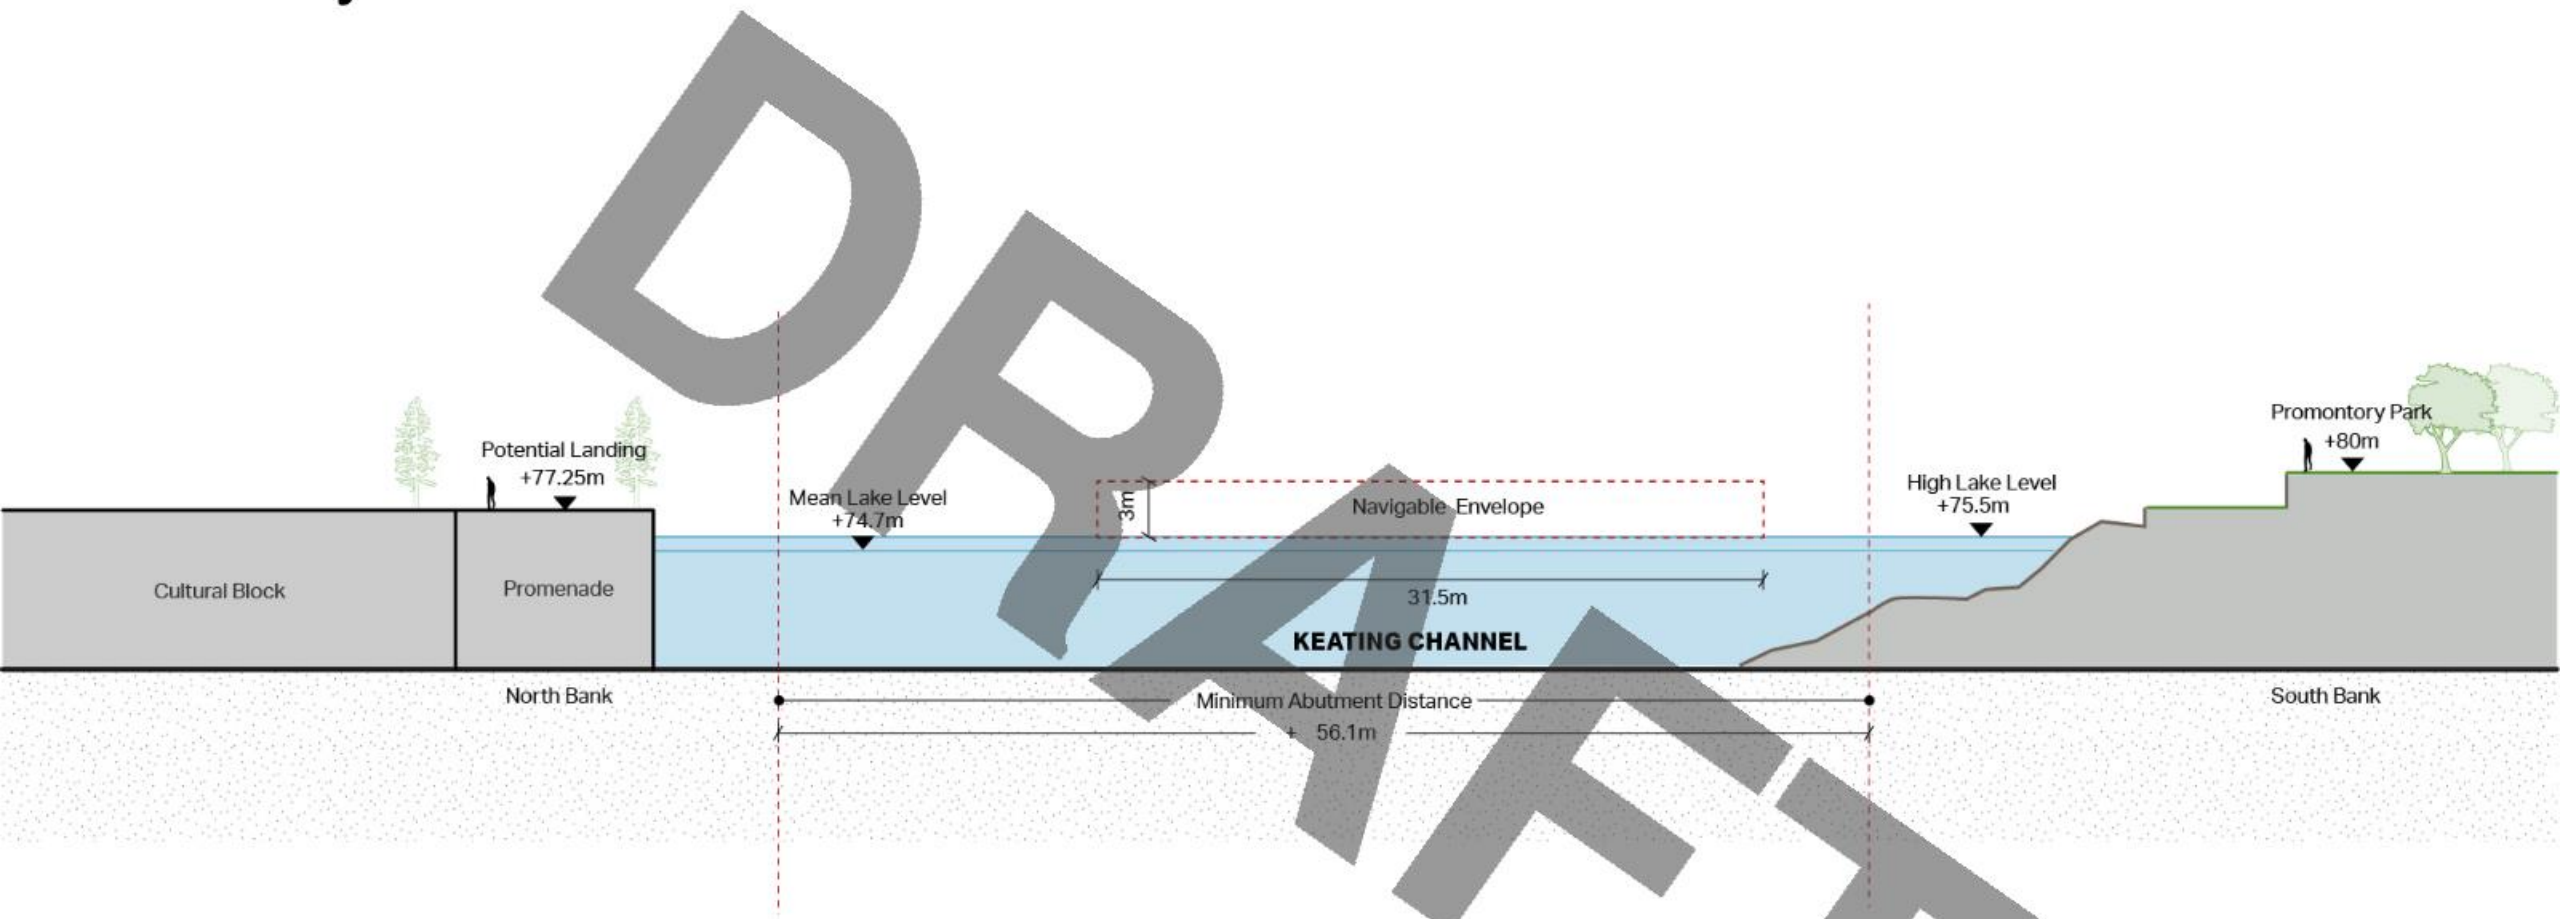 DRAFT
Potential Landing
+77.25m
Mean Lake Level
+74.7m
3m
Navigable Envelope
High Lake Level
+75.5m
Promontory Park
+80m
Cultural Block
Promenade
31.5m
KEATING CHANNEL
North Bank
Minimum Abutment Distance
+ 56.1m
South Bank